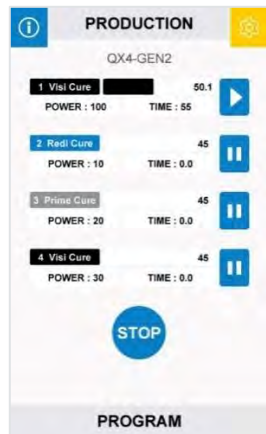 PRODUCTION
QX4-GEN2
1 Visi Cure 50.1
POWER : 100 TIME : 55
2 Redi Cure 45
POWER : 10 TIME : 0.0
3 Prime Cure 45
POWER : 20 TIME : 0.0
4 Visi Cure 45
POWER : 30 TIME : 0.0
STOP
PROGRAM